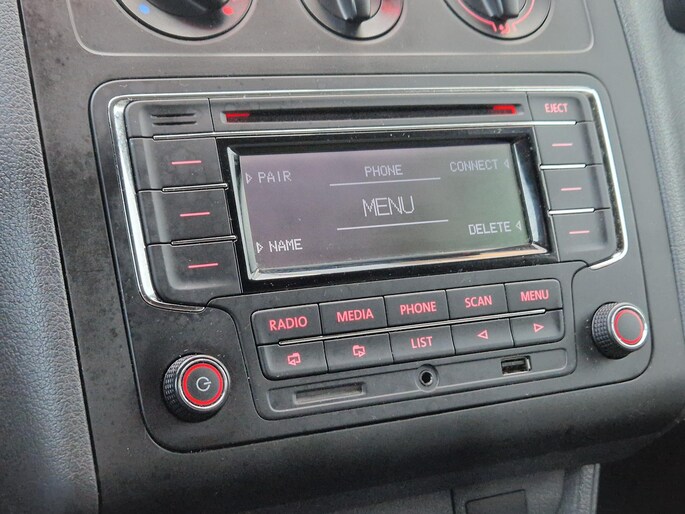 EJECT
PAIR PHONE CONNECT
MENU
NAME DELETE
RADIO MEDIA PHONE SCAN MENU
LIST